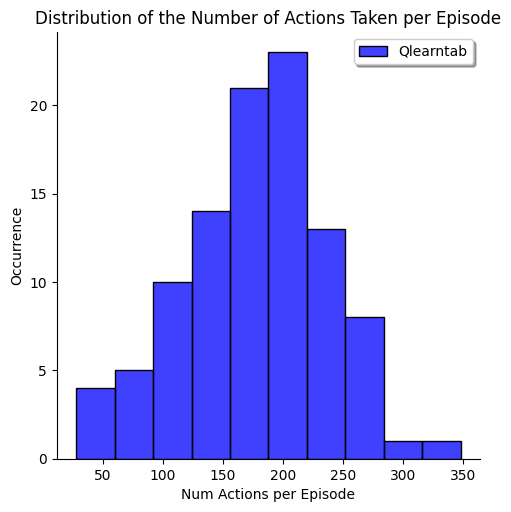 Distribution of the Number of Actions Taken per Episode
Qlearntab
Occurrence
20
15
10
5
0
50 100 150 200 250 300 350
Num Actions per Episode